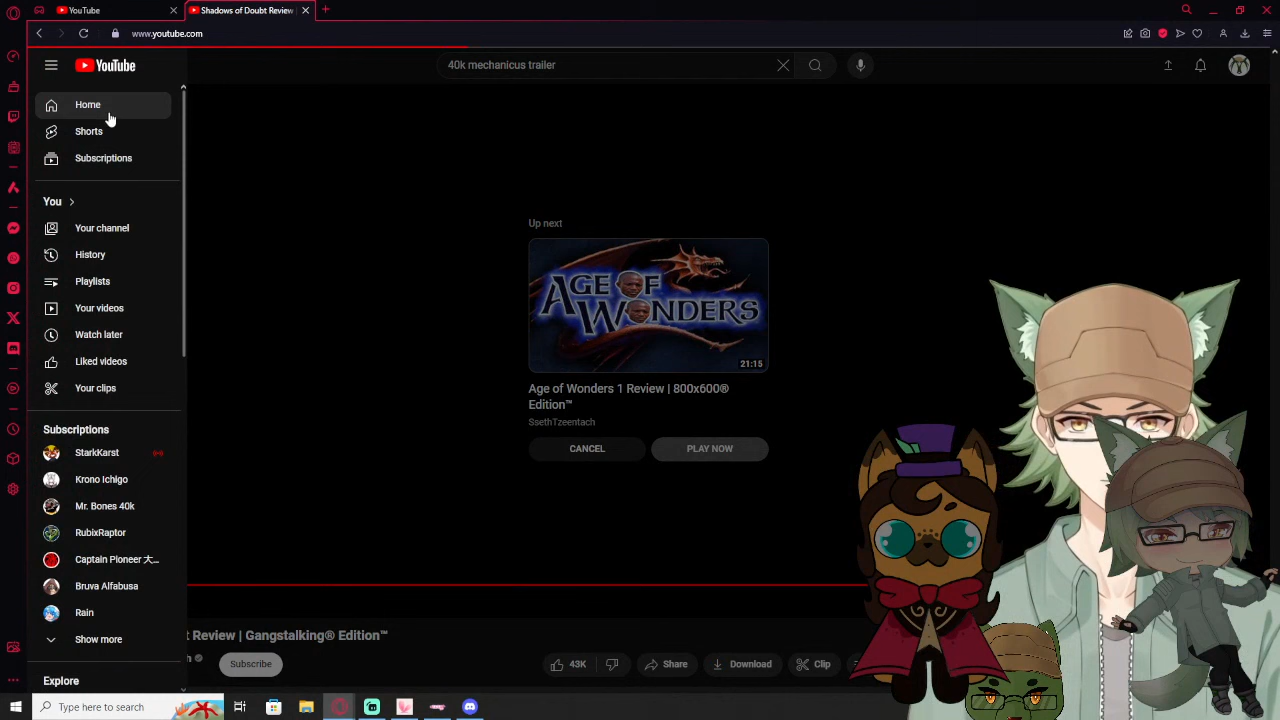 YouTube
Shadows of Doubt Review |
www.youtube.com
YouTube
40k mechanicus trailer
Home
Shorts
Subscriptions
You
Your channel
History
Playlists
Your videos
Watch later
Liked videos
Your clips
Subscriptions
StarkKarst
Krono Ichigo
Mr. Bones 40k
RubixRaptor
Captain Pioneer 大...
Bruva Alfabusa
Rain
Show more
Explore
Up next
AGE OF
WONDERS
21:15
Age of Wonders 1 Review | 800x600®
Edition™
SsethTzeentach
CANCEL
PLAY NOW
t Review | Gangstalking® Edition™
h
Subscribe
43K
Share
Download
Clip
Type here to search